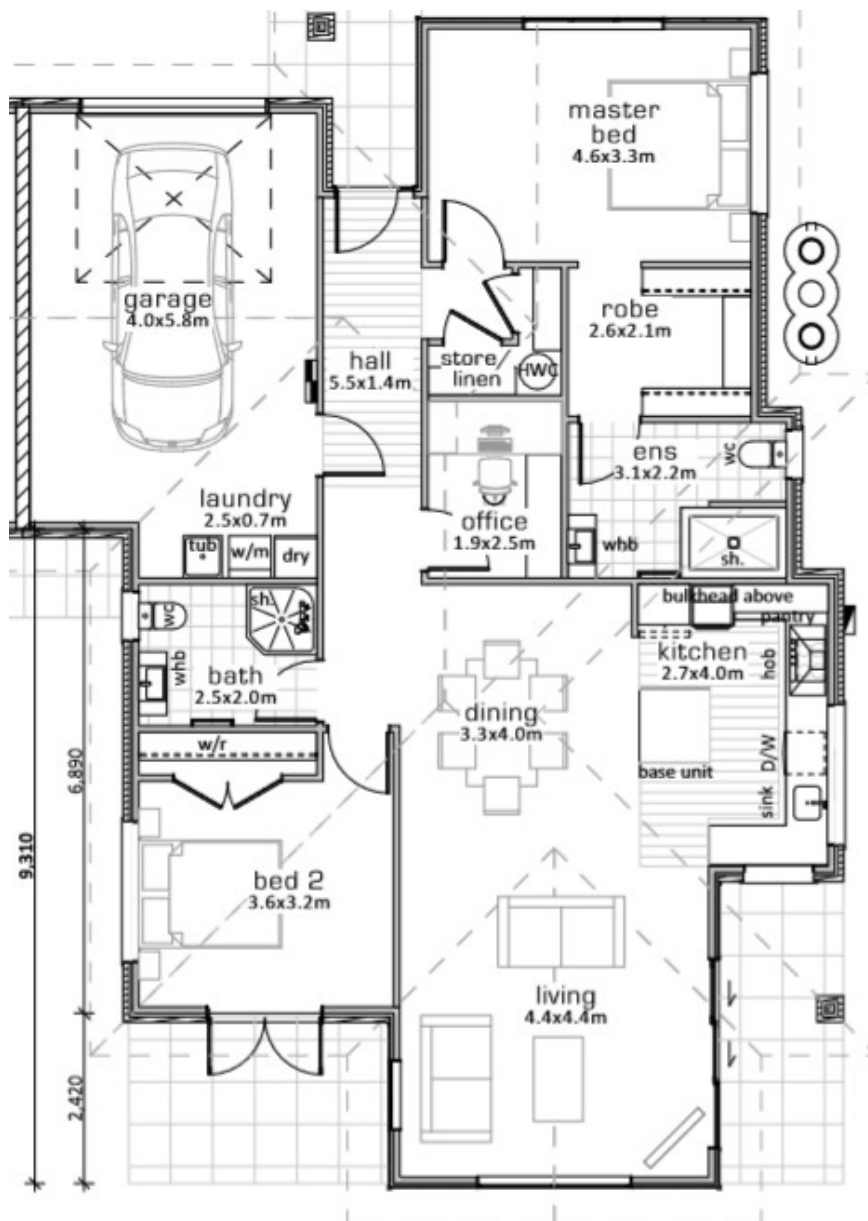 master
bed
4.6x3.3m
garage
4.0x5.8m
robe
2.6x2.1m
hall
5.5x1.4m
store
linen
HWC
ens
3.1x2.2m
wc
laundry
2.5x0.7m
office
1.9x2.5m
tub
w/m
dry
whb
sh.
sh.
bulkhead above
pantry
wc
whb
bath
2.5x2.0m
kitchen
2.7x4.0m
hob
dining
3.3x4.0m
w/r
base unit
D/W
sink
6,890
9,310
bed 2
3.6x3.2m
living
4.4x4.4m
2,420